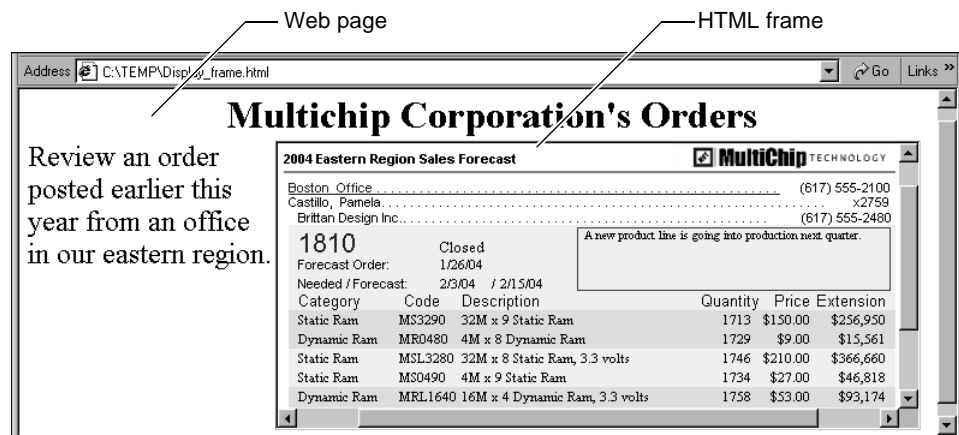 Web page
HTML frame
Address C:\TEMP\Display_frame.html Go Links »
Multichip Corporation's Orders
Review an order
posted earlier this
year from an office
in our eastern region.
2004 Eastern Region Sales Forecast MultiChip TECHNOLOGY
Boston Office (617) 555-2100
Castillo, Pamela x2759
Brittan Design Inc. (617) 555-2480
1810 Closed
A new product line is going into production next quarter.
Forecast Order: 1/26/04
Needed / Forecast: 2/3/04 / 2/15/04
Category Code Description Quantity Price Extension
Static Ram MS3290 32M x 9 Static Ram 1713 $150.00 $256,950
Dynamic Ram MR0480 4M x 8 Dynamic Ram 1729 $9.00 $15,561
Static Ram MSL3280 32M x 8 Static Ram, 3.3 volts 1746 $210.00 $366,660
Static Ram MS0490 4M x 9 Static Ram 1734 $27.00 $46,818
Dynamic Ram MRL1640 16M x 4 Dynamic Ram, 3.3 volts 1758 $53.00 $93,174